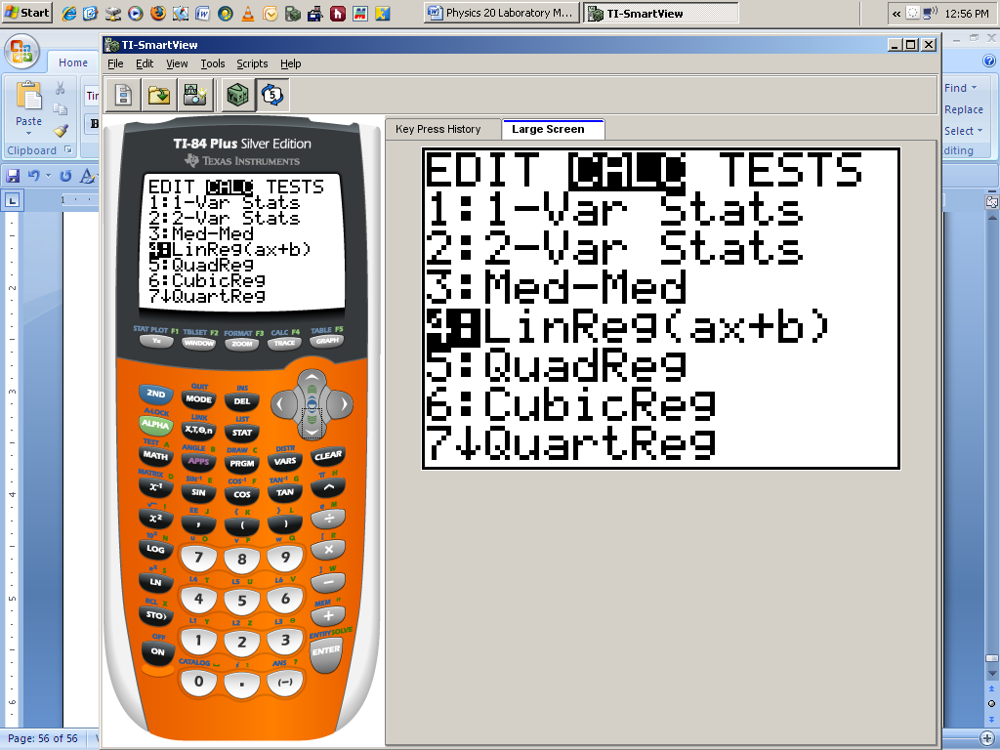 Start
Physics 20 Laboratory M...
TI-SmartView
12:56 PM
TI-SmartView
File Edit View Tools Scripts Help
Home
Paste
Clipboard
Find
Replace
Select
Key Press History
Large Screen
TI-84 Plus Silver Edition
TEXAS INSTRUMENTS
EDIT CALC TESTS
1:1-Var Stats
2:2-Var Stats
3:Med-Med
4:LinReg(ax+b)
5:QuadReg
6:CubicReg
7↓QuartReg
EDIT CALC TESTS
1:1-Var Stats
2:2-Var Stats
3:Med-Med
4:LinReg(ax+b)
5:QuadReg
6:CubicReg
7↓QuartReg
STAT PLOT F1 TBLSET F2 FORMAT F3 CALC F4 TABLE F5
Y= WINDOW ZOOM TRACE GRAPH
QUIT INS
2ND MODE DEL
A-LOCK LINK LIST
ALPHA X,T,Θ,n STAT
TEST A ANGLE B DRAW C DISTR
MATH APPS PRGM VARS CLEAR
MATRIX D SIN-1 E COS-1 F TAN-1 G π H
x-1 SIN COS TAN ^
√ I EE J { K } L e M
x2 , ( ) ÷
10x N u O v P w Q [ R
LOG 7 8 9 ×
ex S L4 T L5 U L6 V ] W
LN 4 5 6 −
RCL X L1 Y L2 Z L3 θ MEM "
STO› 1 2 3 +
OFF CATALOG i : ANS ? ENTRY SOLVE
ON 0 . (−) ENTER
Page: 56 of 56